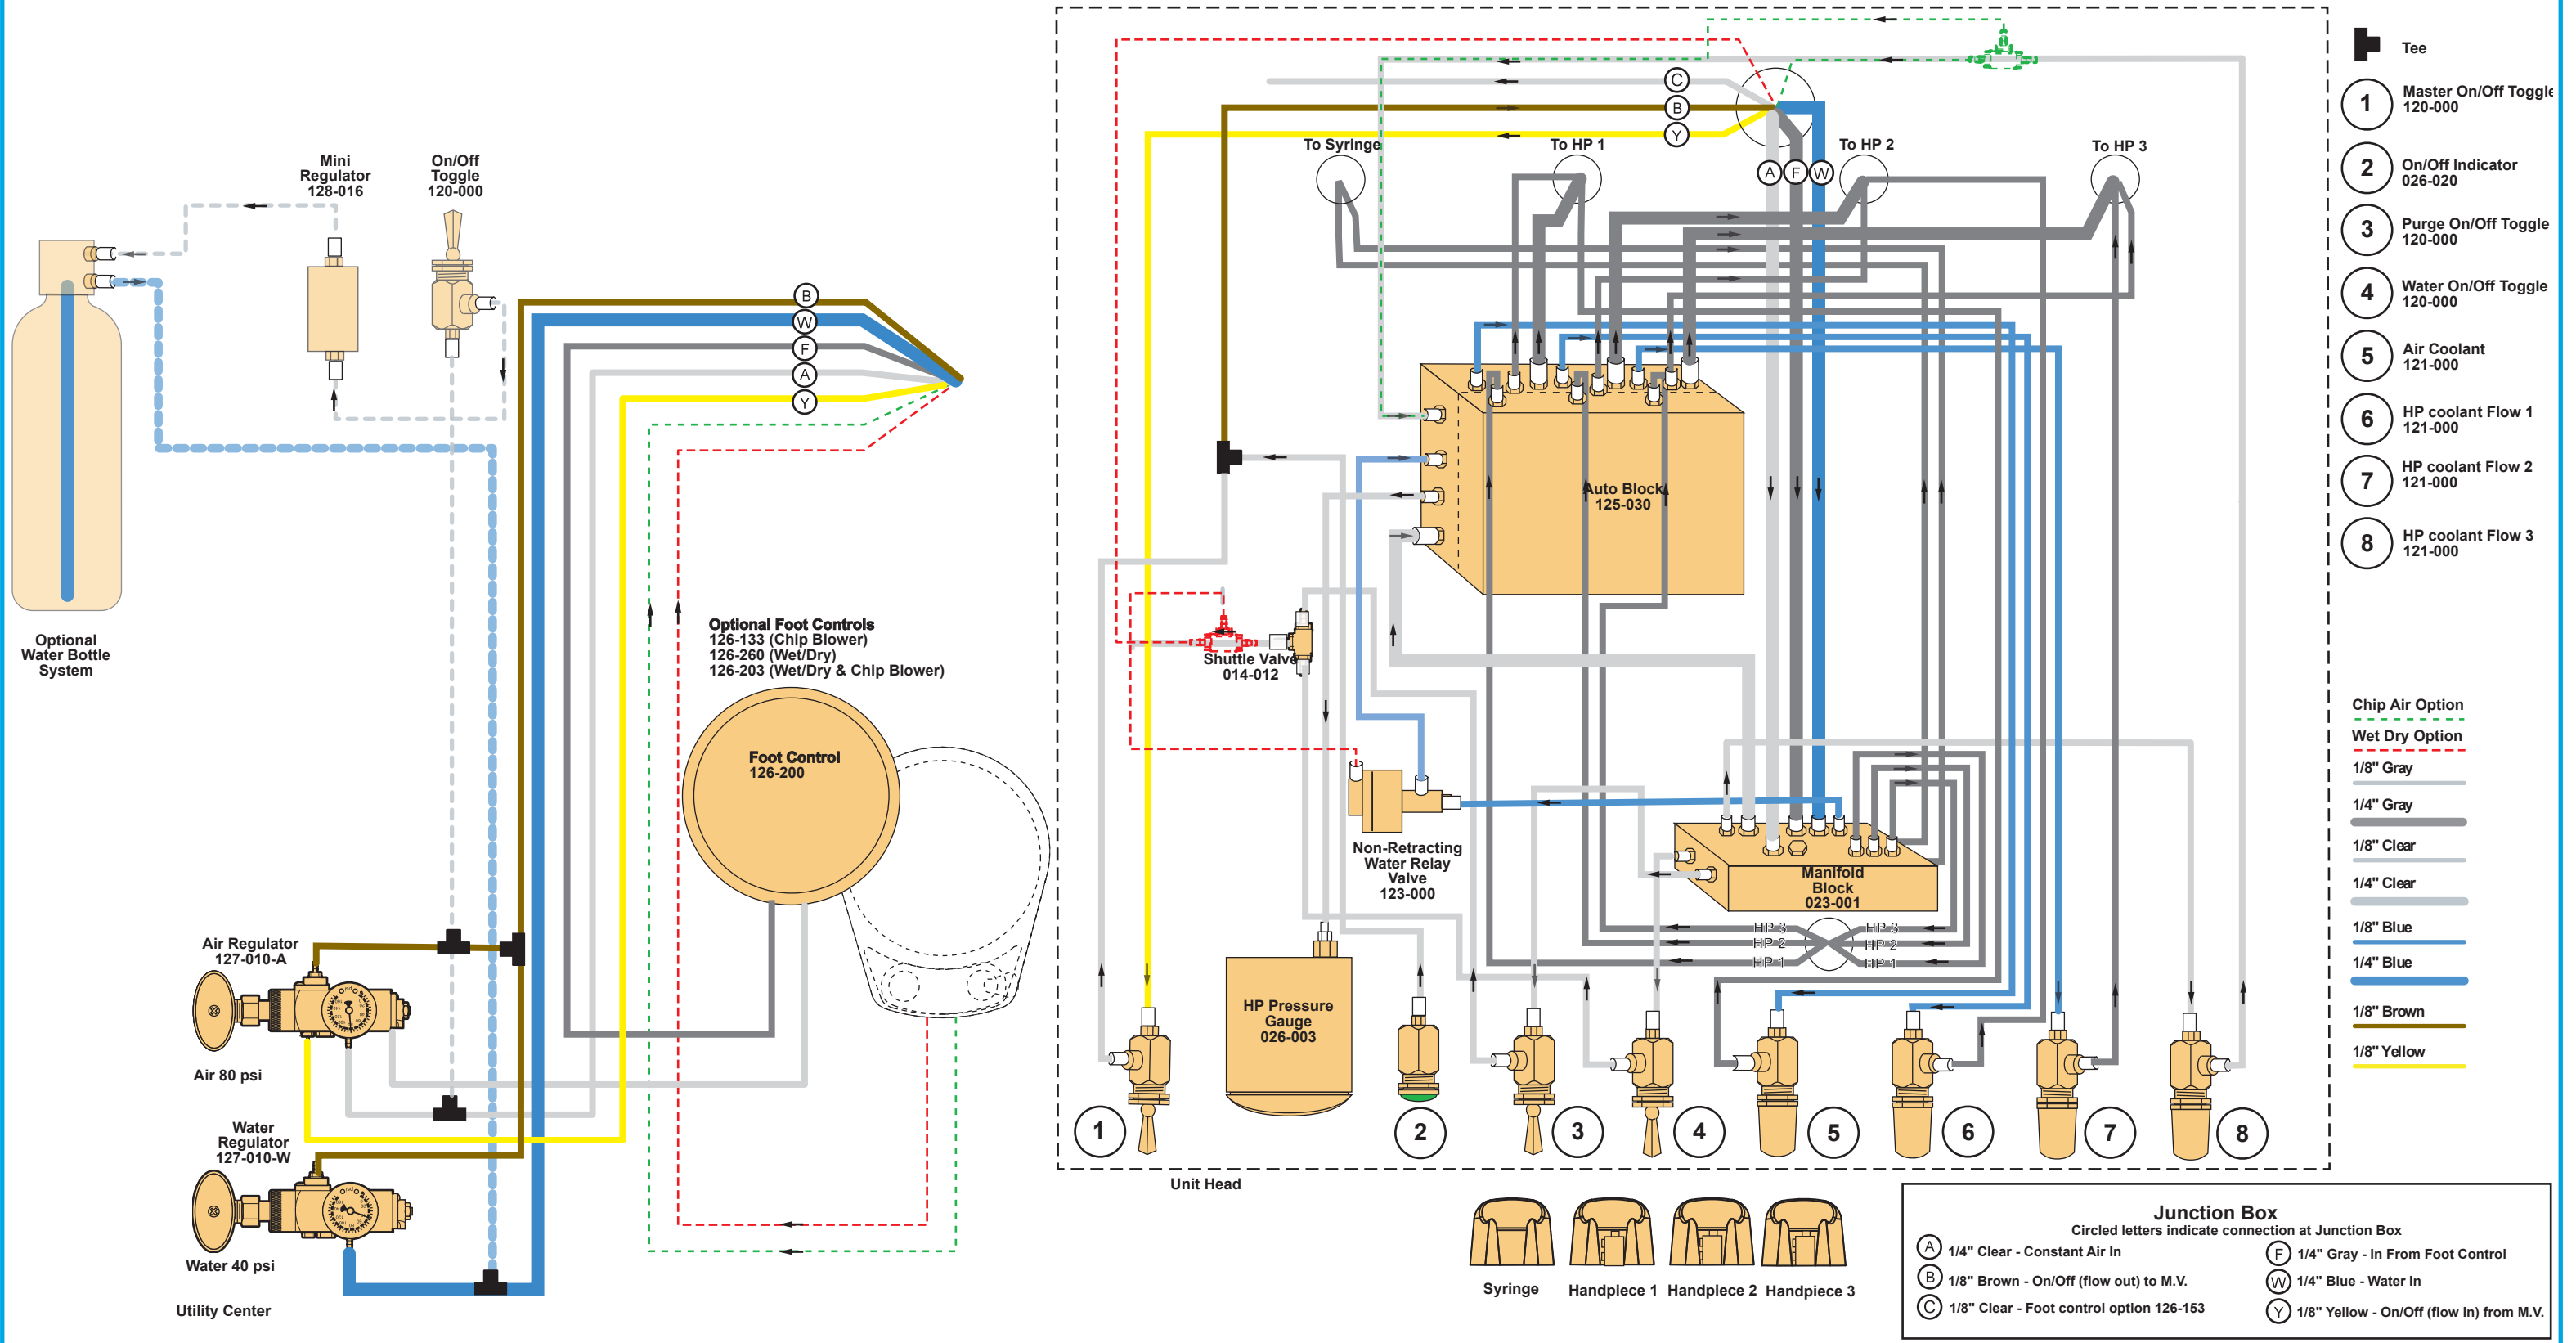 Mini
Regulator
128-016
On/Off
Toggle
120-000
Optional
Water Bottle
System
B
W
F
A
Y
Optional Foot Controls
126-133 (Chip Blower)
126-260 (Wet/Dry)
126-203 (Wet/Dry & Chip Blower)
Foot Control
126-200
Air Regulator
127-010-A
Air 80 psi
Water
Regulator
127-010-W
Water 40 psi
Utility Center
C
B
Y
To Syringe
To HP 1
A F W
To HP 2
To HP 3
Auto Block
125-030
Shuttle Valve
014-012
Non-Retracting
Water Relay
Valve
123-000
Manifold
Block
023-001
HP 3
HP 2
HP 1
HP 3
HP 2
HP 1
HP Pressure
Gauge
026-003
1
2
3
4
5
6
7
8
Unit Head
Syringe
Handpiece 1
Handpiece 2
Handpiece 3
Tee
1 Master On/Off Toggle
120-000
2 On/Off Indicator
026-020
3 Purge On/Off Toggle
120-000
4 Water On/Off Toggle
120-000
5 Air Coolant
121-000
6 HP coolant Flow 1
121-000
7 HP coolant Flow 2
121-000
8 HP coolant Flow 3
121-000
Chip Air Option
Wet Dry Option
1/8" Gray
1/4" Gray
1/8" Clear
1/4" Clear
1/8" Blue
1/4" Blue
1/8" Brown
1/8" Yellow
Junction Box
Circled letters indicate connection at Junction Box
A 1/4" Clear - Constant Air In
B 1/8" Brown - On/Off (flow out) to M.V.
C 1/8" Clear - Foot control option 126-153
F 1/4" Gray - In From Foot Control
W 1/4" Blue - Water In
Y 1/8" Yellow - On/Off (flow In) from M.V.